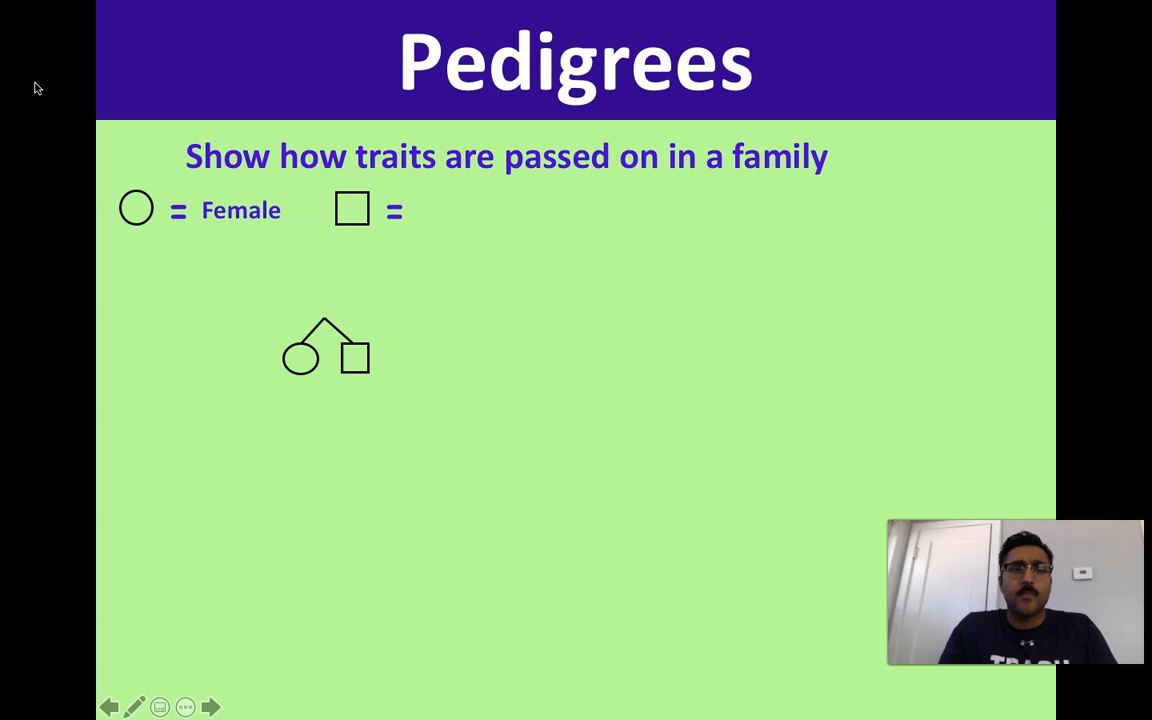 Pedigrees
Show how traits are passed on in a family
= Female =